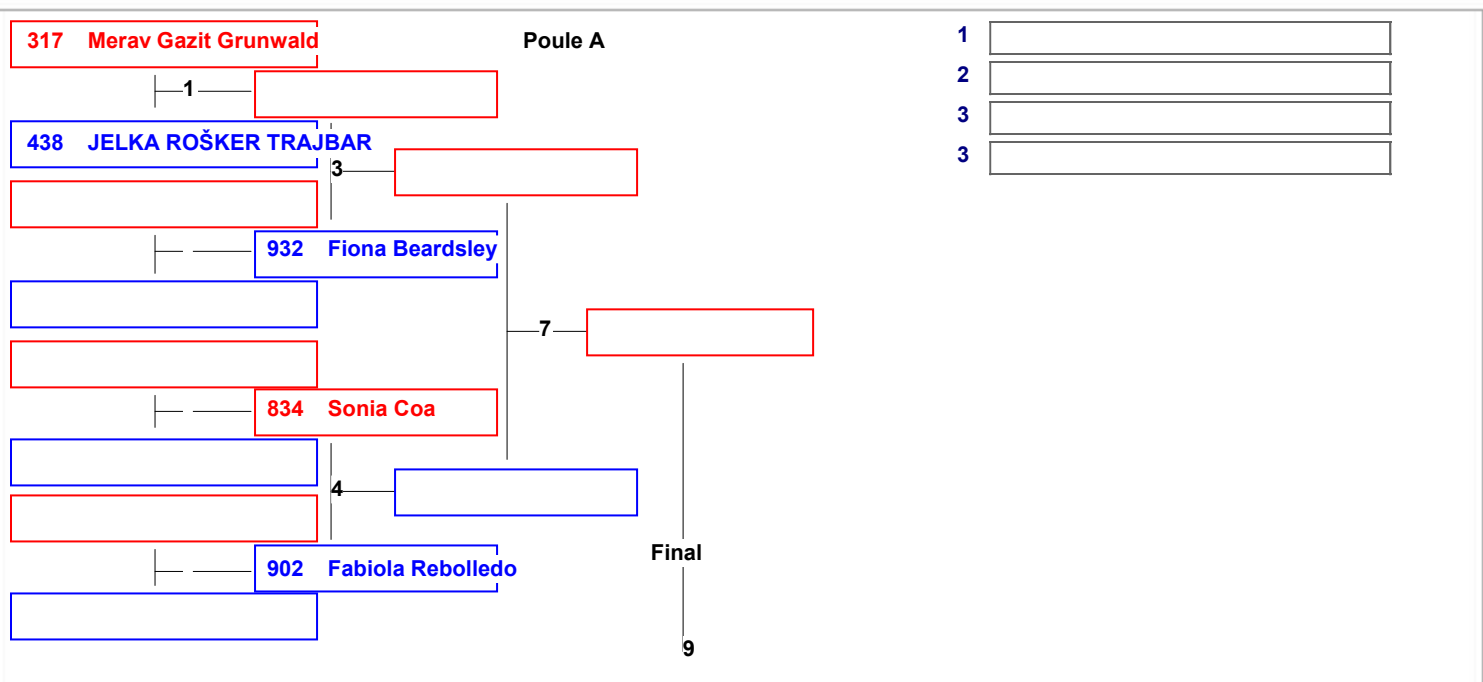 317 Merav Gazit Grunwald
Poule A
1
438 JELKA ROŠKER TRAJBAR
3
932 Fiona Beardsley
7
834 Sonia Coa
4
902 Fabiola Rebolledo
Final
9
1
2
3
3